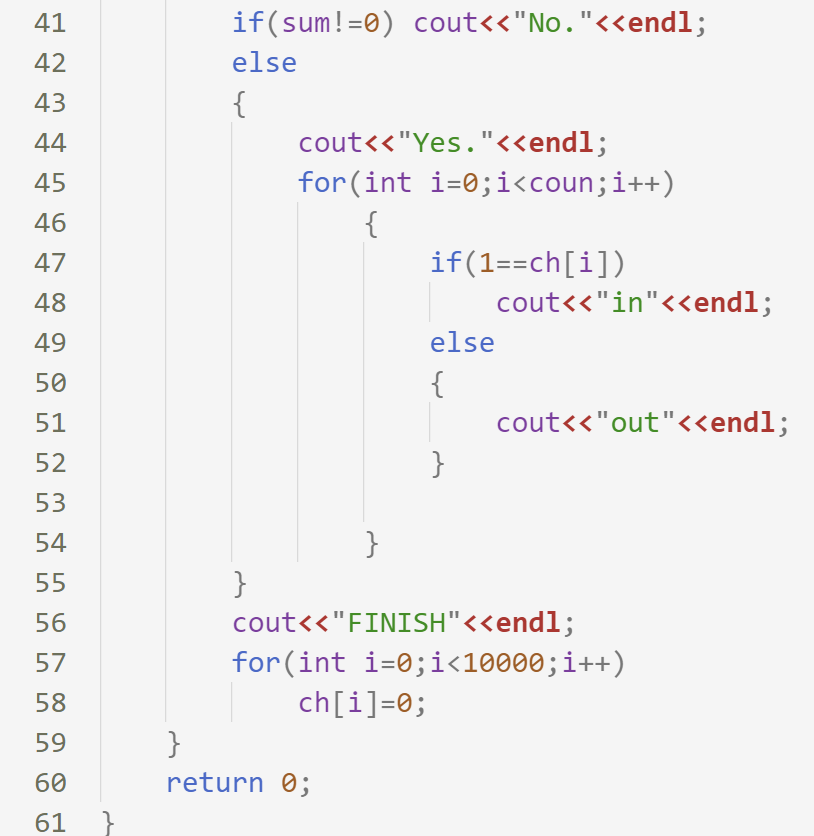 41 if(sum!=0) cout<<"No."<<endl;
42 else
43 {
44 cout<<"Yes."<<endl;
45 for(int i=0;i<coun;i++)
46 {
47 if(1==ch[i])
48 cout<<"in"<<endl;
49 else
50 {
51 cout<<"out"<<endl;
52 }
53
54 }
55 }
56 cout<<"FINISH"<<endl;
57 for(int i=0;i<10000;i++)
58 ch[i]=0;
59 }
60 return 0;
61 }